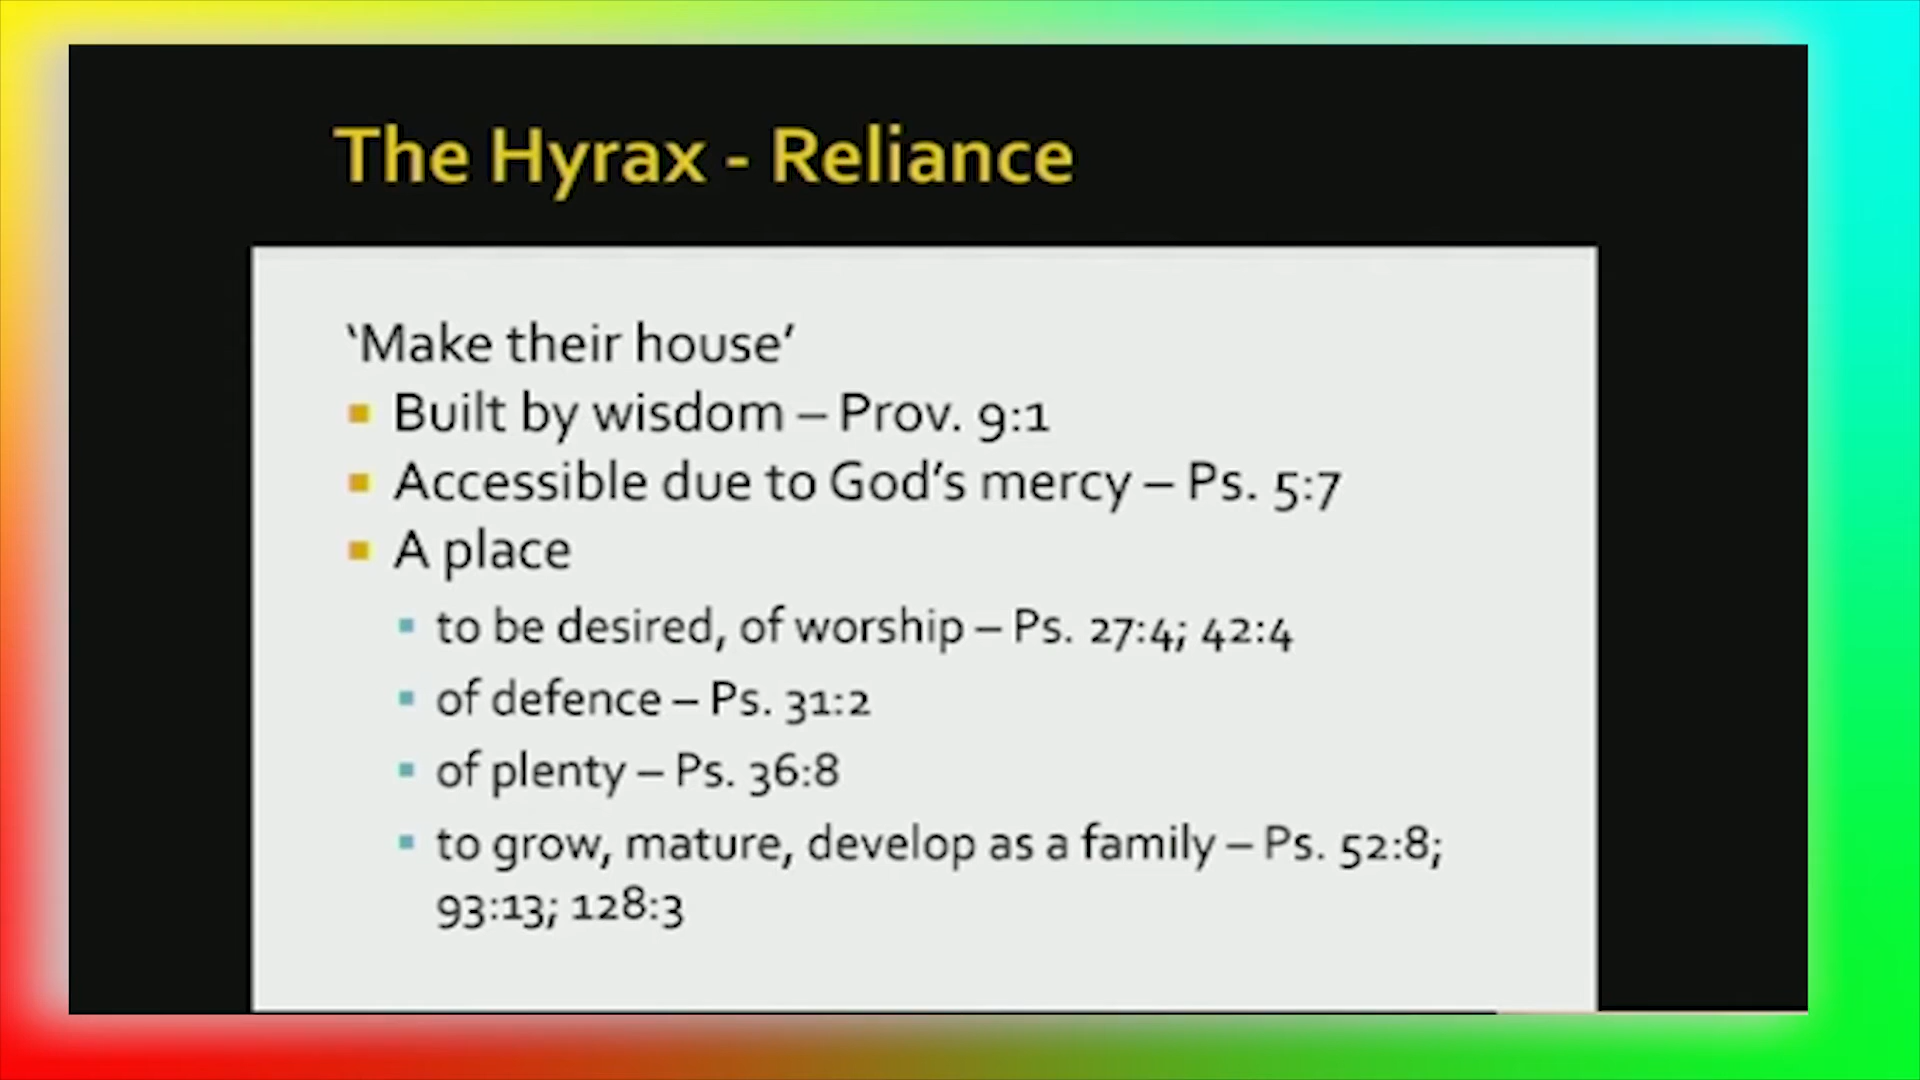 The Hyrax - Reliance
‘Make their house’
Built by wisdom – Prov. 9:1
Accessible due to God’s mercy – Ps. 5:7
A place
to be desired, of worship – Ps. 27:4; 42:4
of defence – Ps. 31:2
of plenty – Ps. 36:8
to grow, mature, develop as a family – Ps. 52:8;
93:13; 128:3